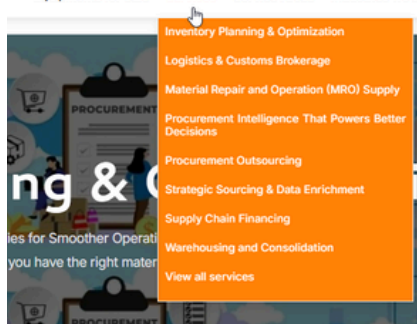 Inventory Planning & Optimization
Logistics & Customs Brokerage
Material Repair and Operation (MRO) Supply
Procurement Intelligence That Powers Better
Decisions
Procurement Outsourcing
Strategic Sourcing & Data Enrichment
Supply Chain Financing
Warehousing and Consolidation
View all services
PROCUREMENT
ng &
ies for Smoother Operati
you have the right mater
PROCUREMENT